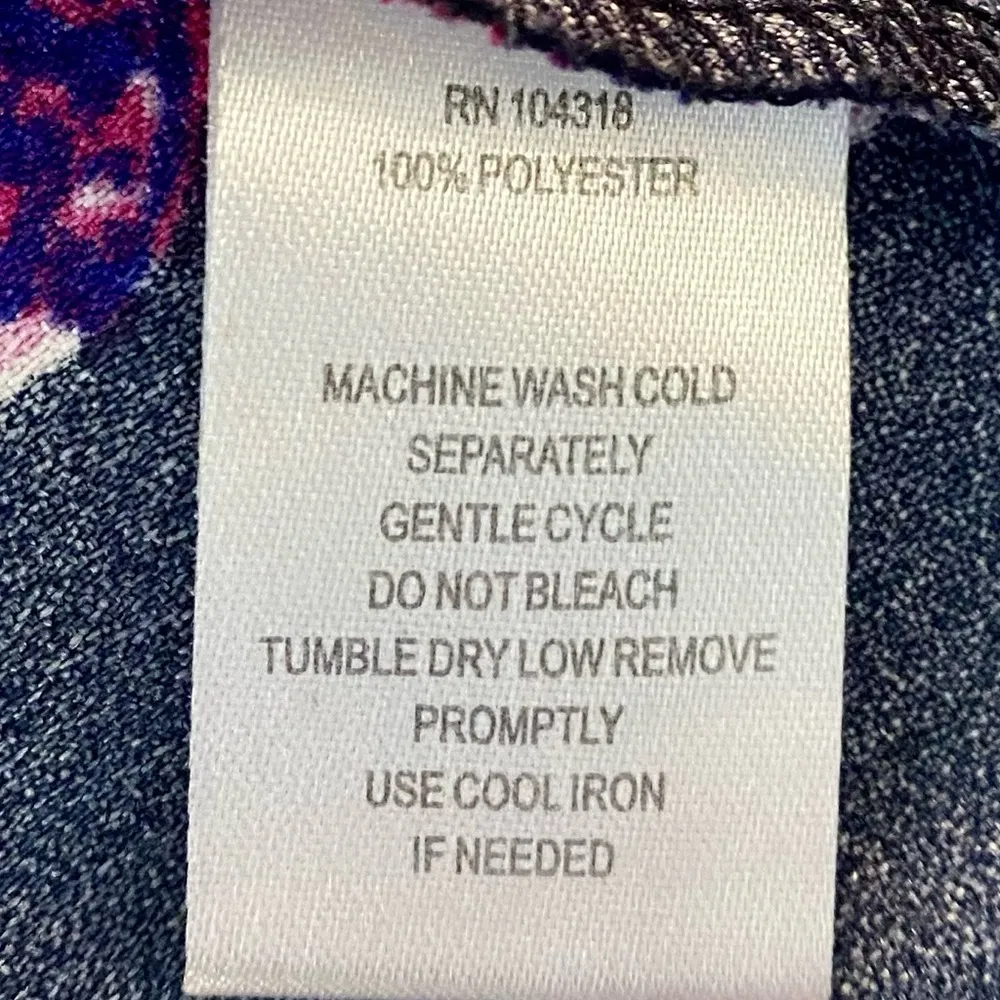 RN 104318
100% POLYESTER
MACHINE WASH COLD
SEPARATELY
GENTLE CYCLE
DO NOT BLEACH
TUMBLE DRY LOW REMOVE
PROMPTLY
USE COOL IRON
IF NEEDED